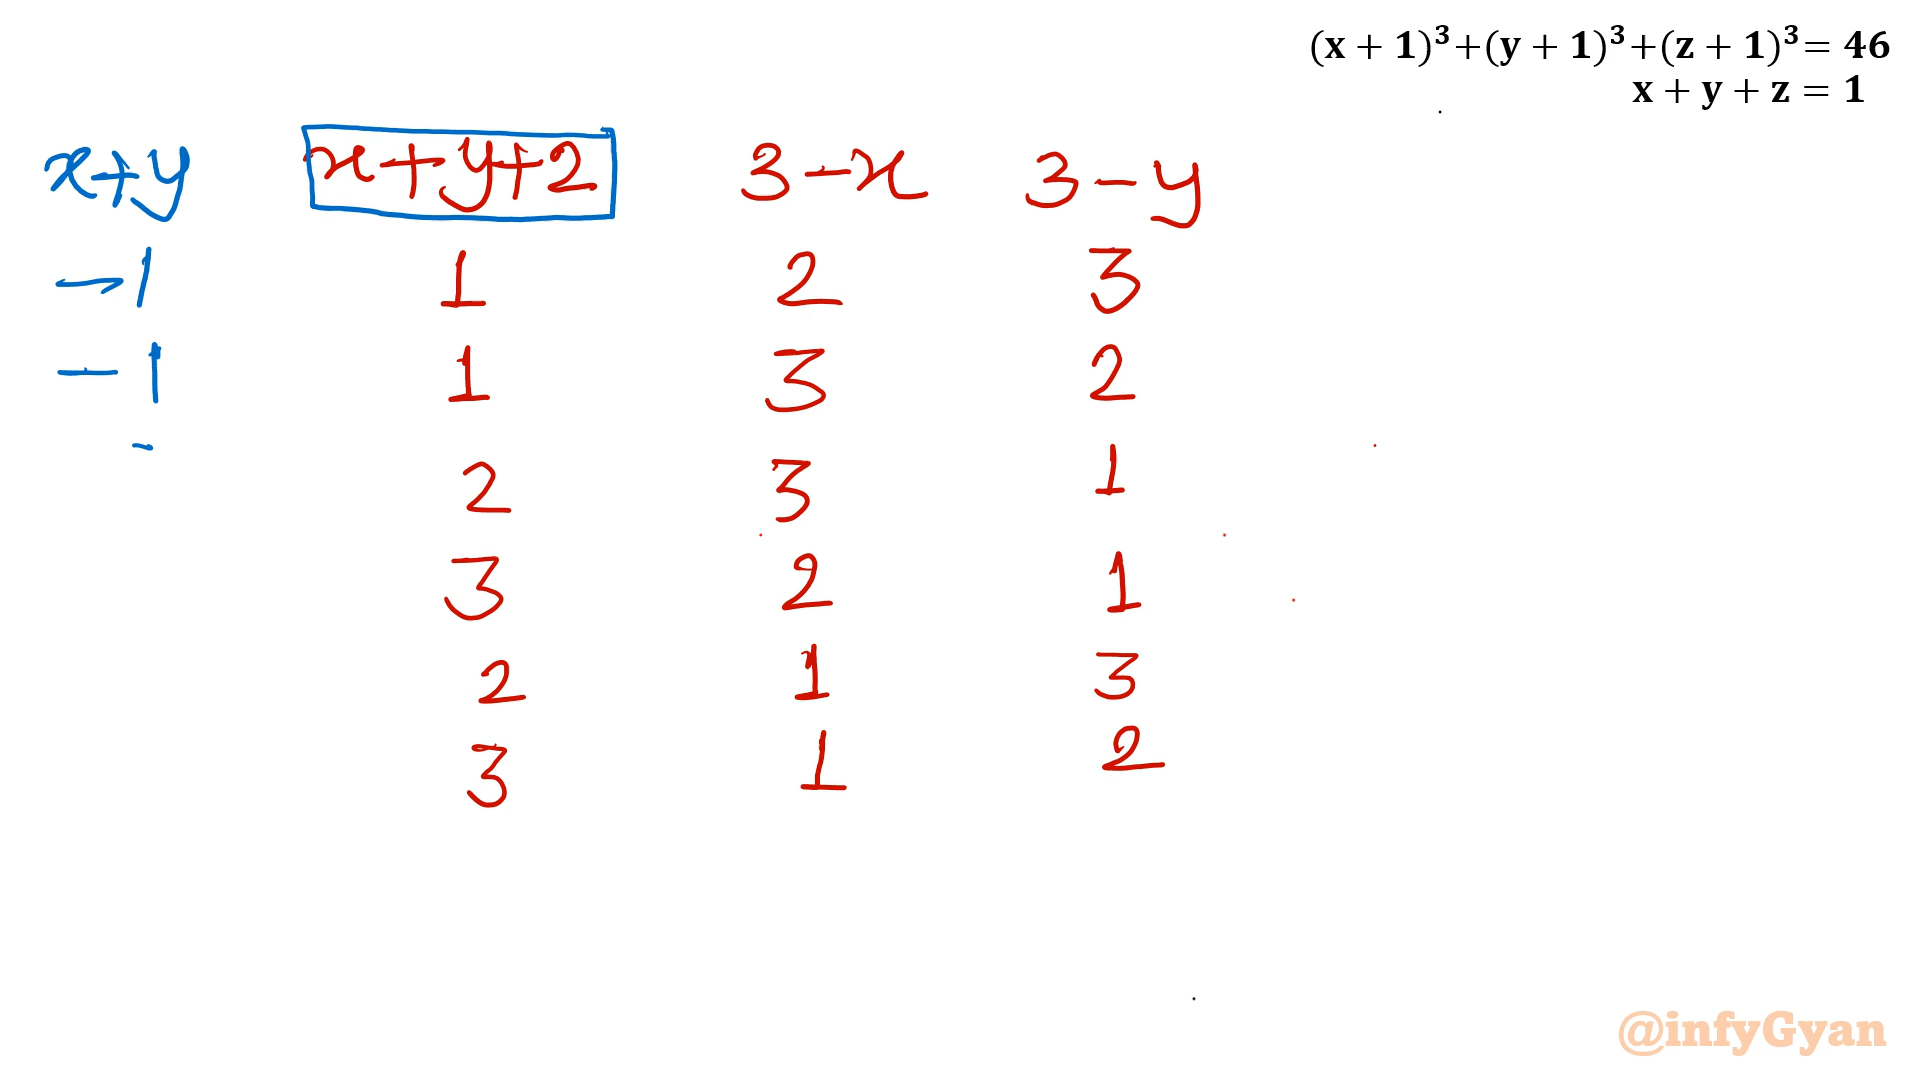 (x + 1)³+(y + 1)³+(z + 1)³= 46
x + y + z = 1
x+y x+y+2 3-x 3-y
-1 1 2 3
-1 1 3 2
- 2 3 1
3 2 1
2 1 3
3 1 2
@infyGyan